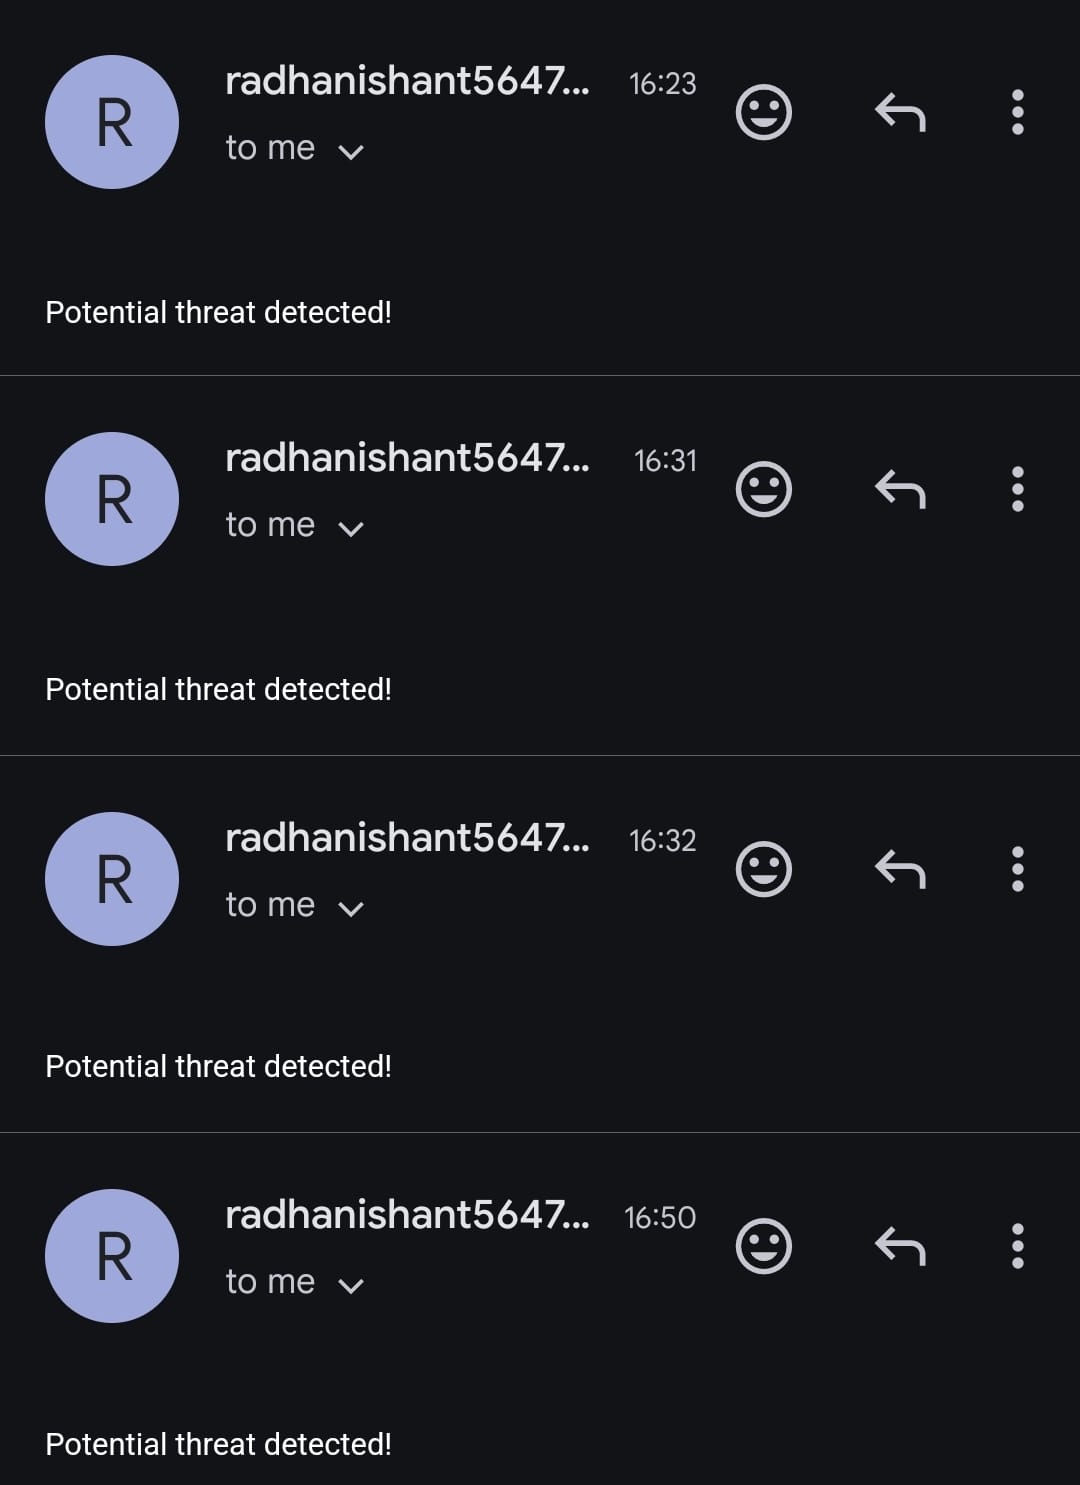 R
radhanishant5647... 16:23
to me
Potential threat detected!
R
radhanishant5647... 16:31
to me
Potential threat detected!
R
radhanishant5647... 16:32
to me
Potential threat detected!
R
radhanishant5647... 16:50
to me
Potential threat detected!